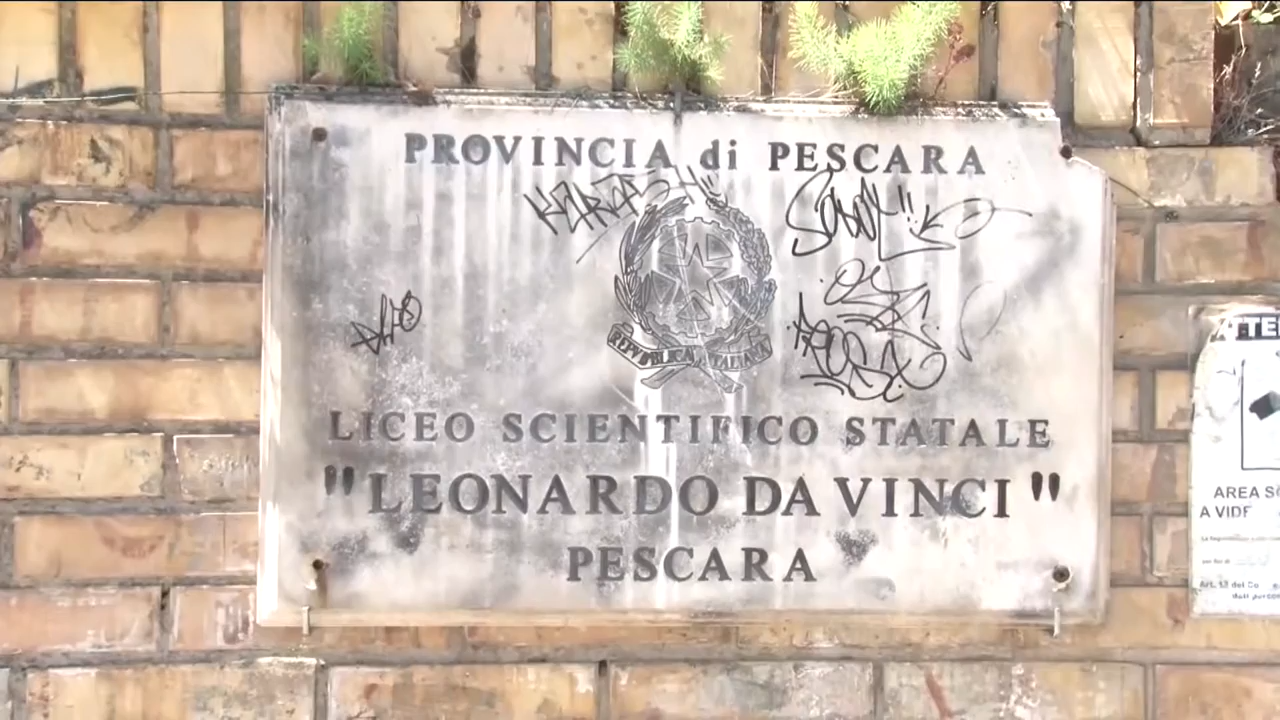 PROVINCIA di PESCARA
REPVBBLICA ITALIANA
LICEO SCIENTIFICO STATALE
"LEONARDO DA VINCI"
PESCARA
AREA
A VIDE